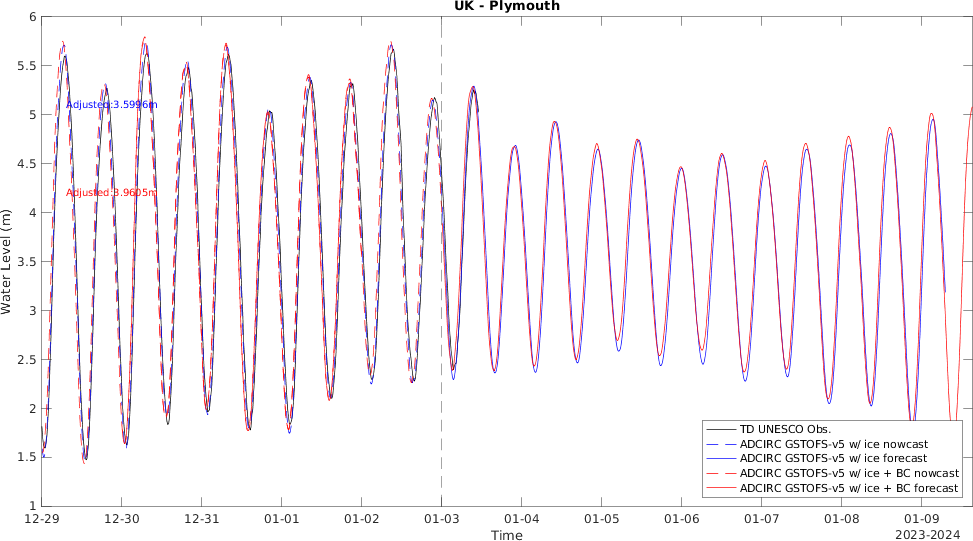 UK - Plymouth
6
5.5
5
4.5
4
3.5
3
2.5
2
1.5
1
Water Level (m)
Adjusted:3.5996m
Adjusted:3.9605m
TD UNESCO Obs.
ADCIRC GSTOFS-v5 w/ ice nowcast
ADCIRC GSTOFS-v5 w/ ice forecast
ADCIRC GSTOFS-v5 w/ ice + BC nowcast
ADCIRC GSTOFS-v5 w/ ice + BC forecast
12-29 12-30 12-31 01-01 01-02 01-03 01-04 01-05 01-06 01-07 01-08 01-09
Time
2023-2024